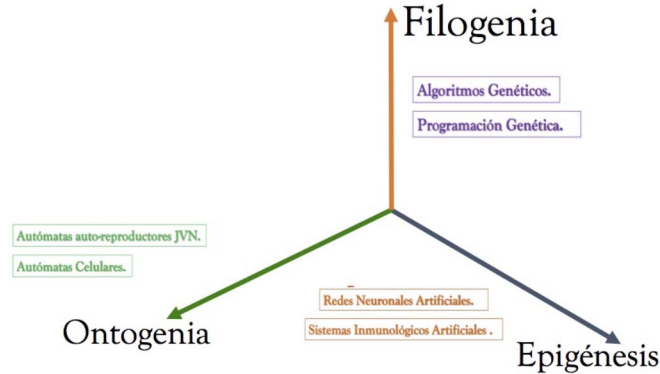 Filogenia
Algoritmos Genéticos.
Programación Genética.
Autómatas auto-reproductores JVN.
Autómatas Celulares.
Redes Neuronales Artificiales.
Sistemas Inmunológicos Artificiales .
Ontogenia
Epigénesis